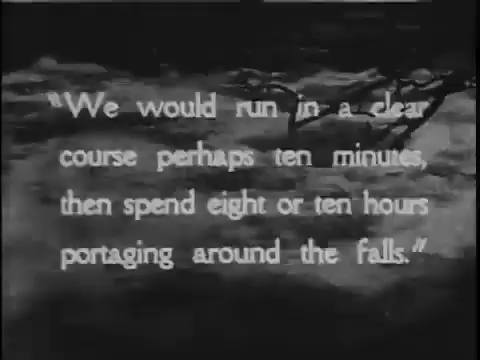 "We would run in a clear
course perhaps ten minutes,
then spend eight or ten hours
portaging around the falls."